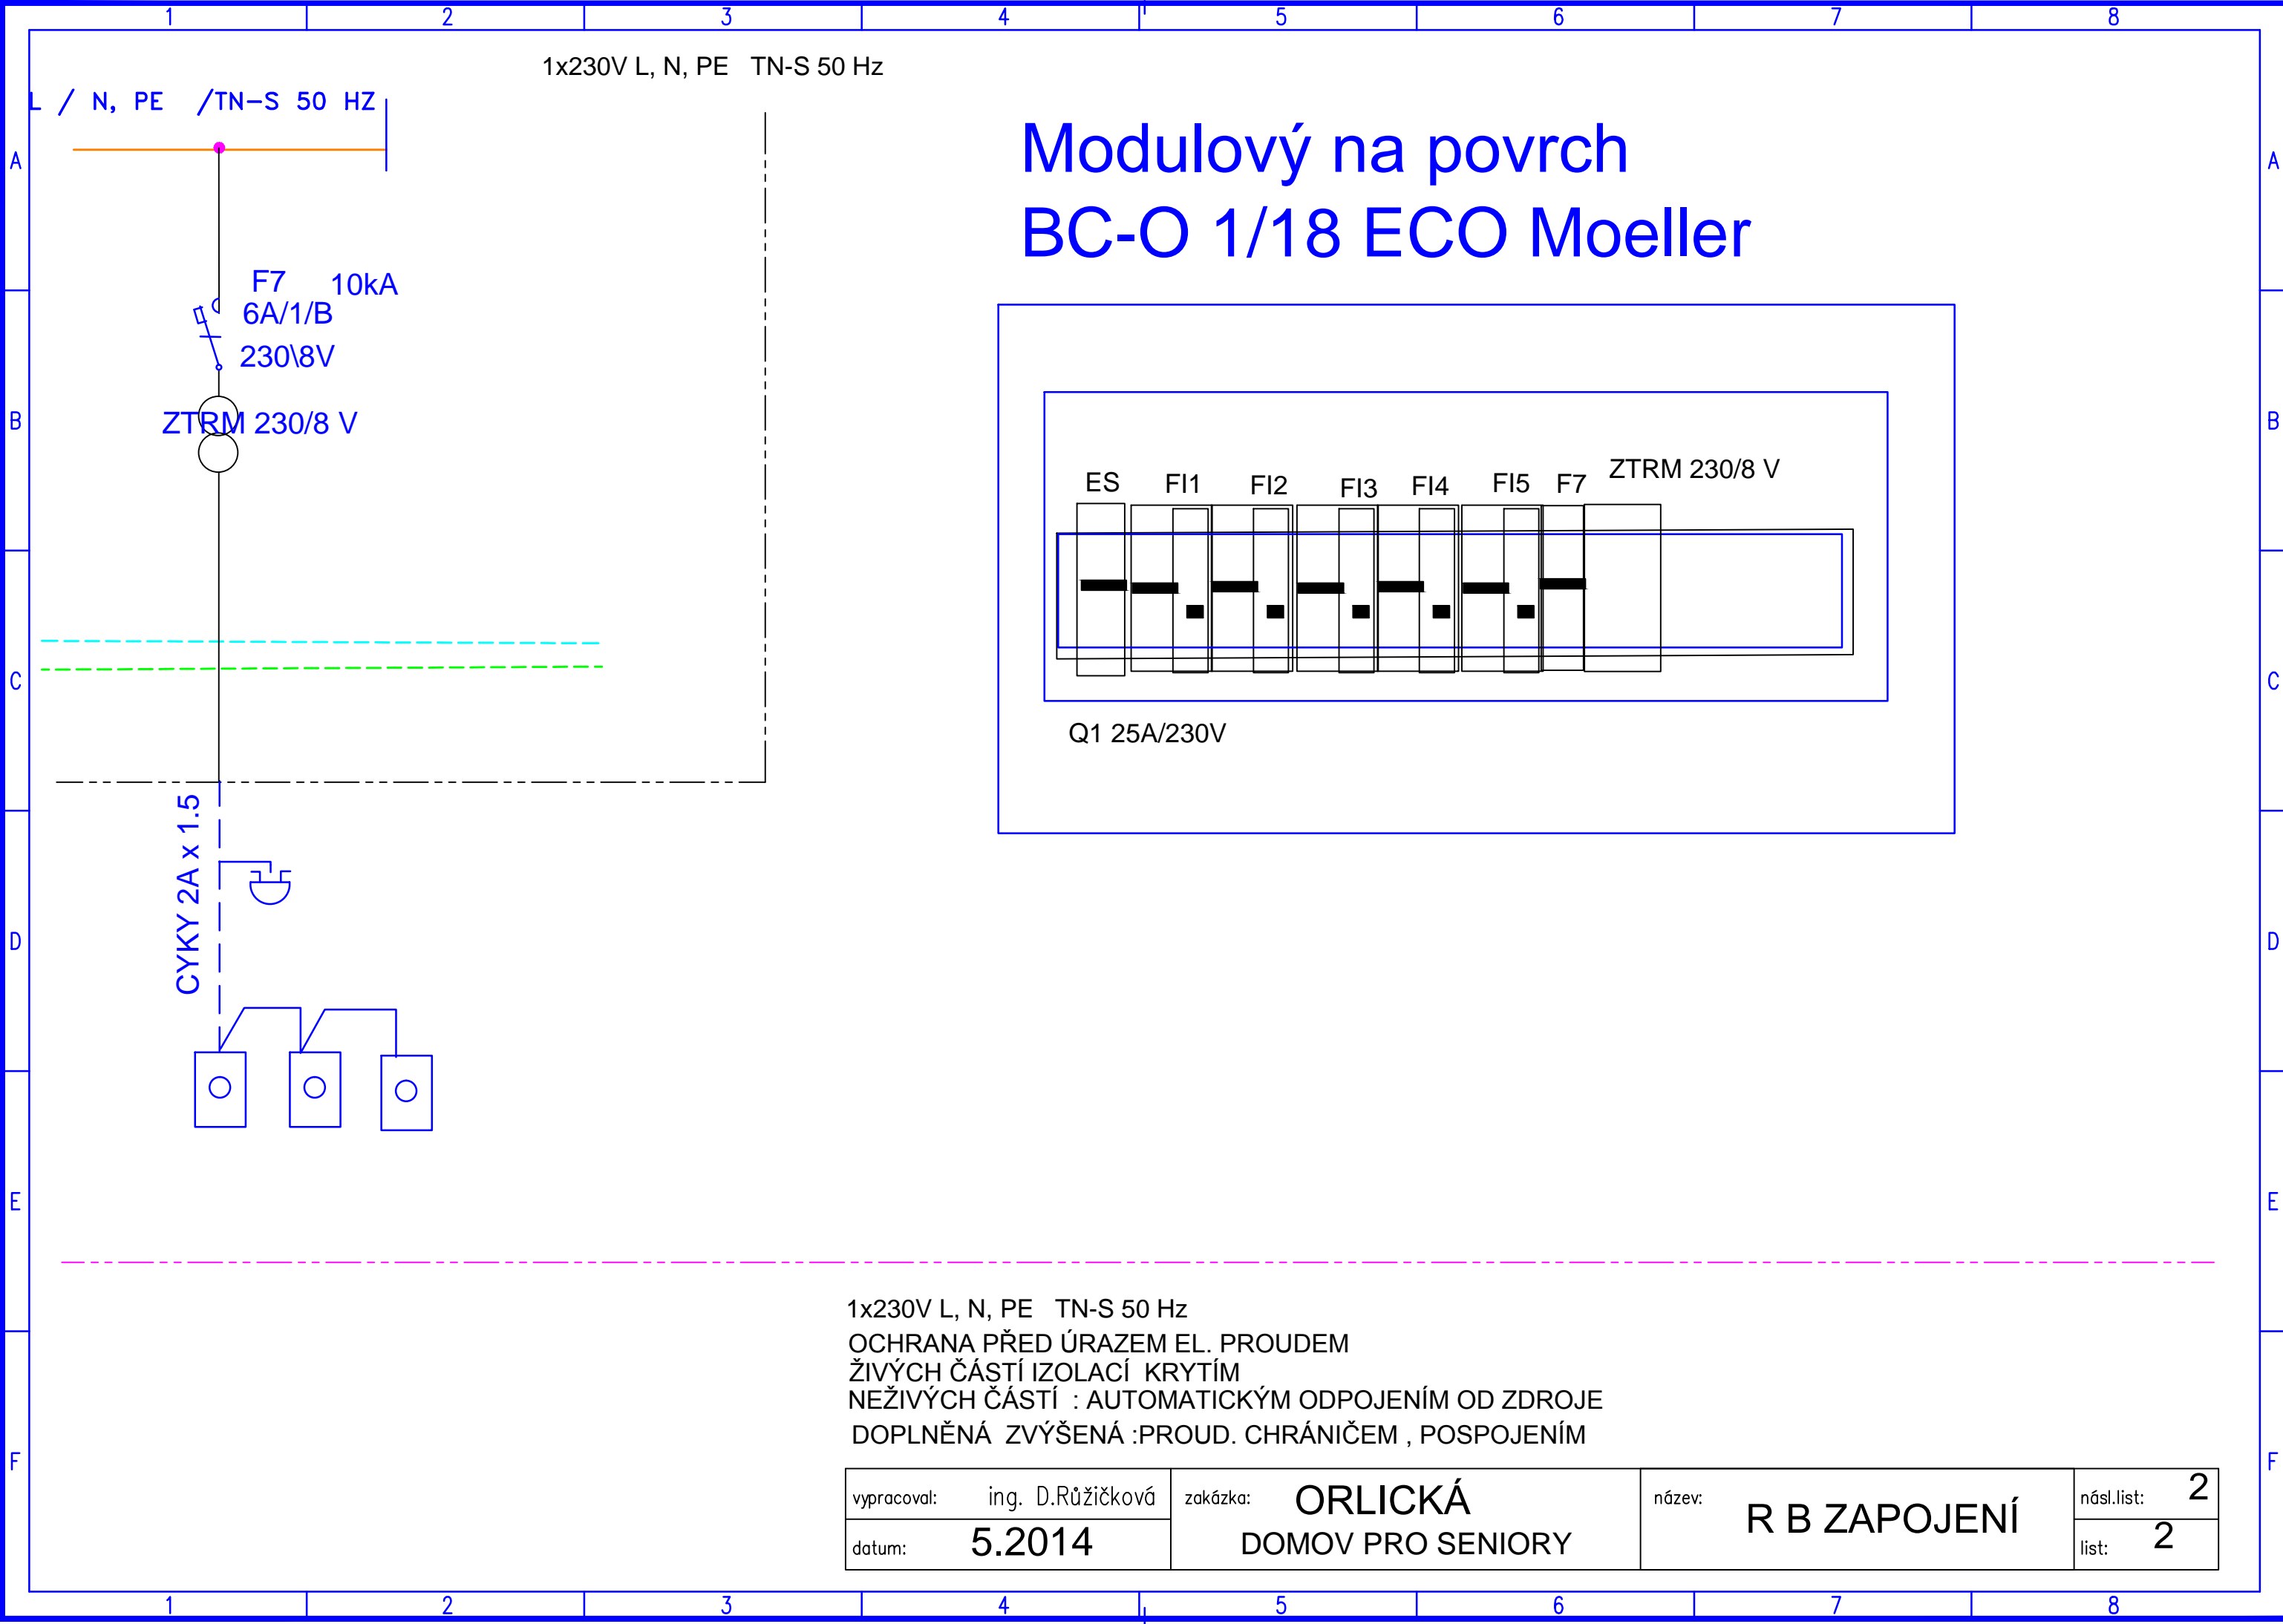 1 2 3 4 5 6 7 8
1x230V L, N, PE TN-S 50 Hz
L / N, PE /TN-S 50 HZ
Modulový na povrch
BC-O 1/18 ECO Moeller
A A
F7 10kA
6A/1/B
230\8V
ZTRM 230/8 V
B B
ES FI1 FI2 FI3 FI4 FI5 F7 ZTRM 230/8 V
C C
Q1 25A/230V
CYKY 2A x 1.5
D D
E E
1x230V L, N, PE TN-S 50 Hz
OCHRANA PŘED ÚRAZEM EL. PROUDEM
ŽIVÝCH ČÁSTÍ IZOLACÍ KRYTÍM
NEŽIVÝCH ČÁSTÍ : AUTOMATICKÝM ODPOJENÍM OD ZDROJE
DOPLNĚNÁ ZVÝŠENÁ :PROUD. CHRÁNIČEM , POSPOJENÍM
F F
vypracoval: ing. D.Růžičková
datum: 5.2014
zakázka: ORLICKÁ
DOMOV PRO SENIORY
název: R B ZAPOJENÍ
násl.list: 2
list: 2
1 2 3 4 5 6 7 8